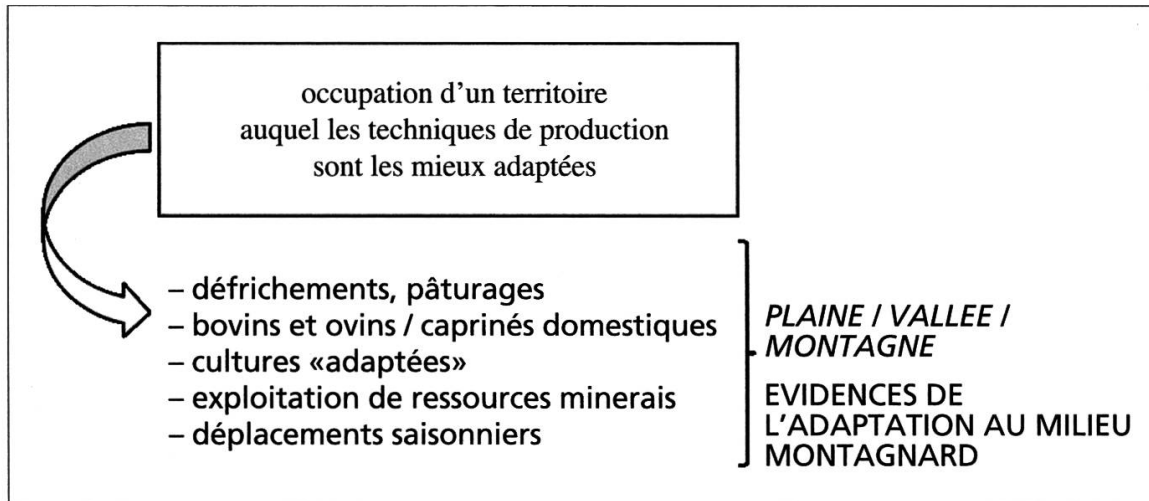 occupation d'un territoire
auquel les techniques de production
sont les mieux adaptées
– défrichements, pâturages
– bovins et ovins / caprinés domestiques
– cultures «adaptées»
– exploitation de ressources minerais
– déplacements saisonniers
PLAINE / VALLEE /
MONTAGNE
EVIDENCES DE
L'ADAPTATION AU MILIEU
MONTAGNARD